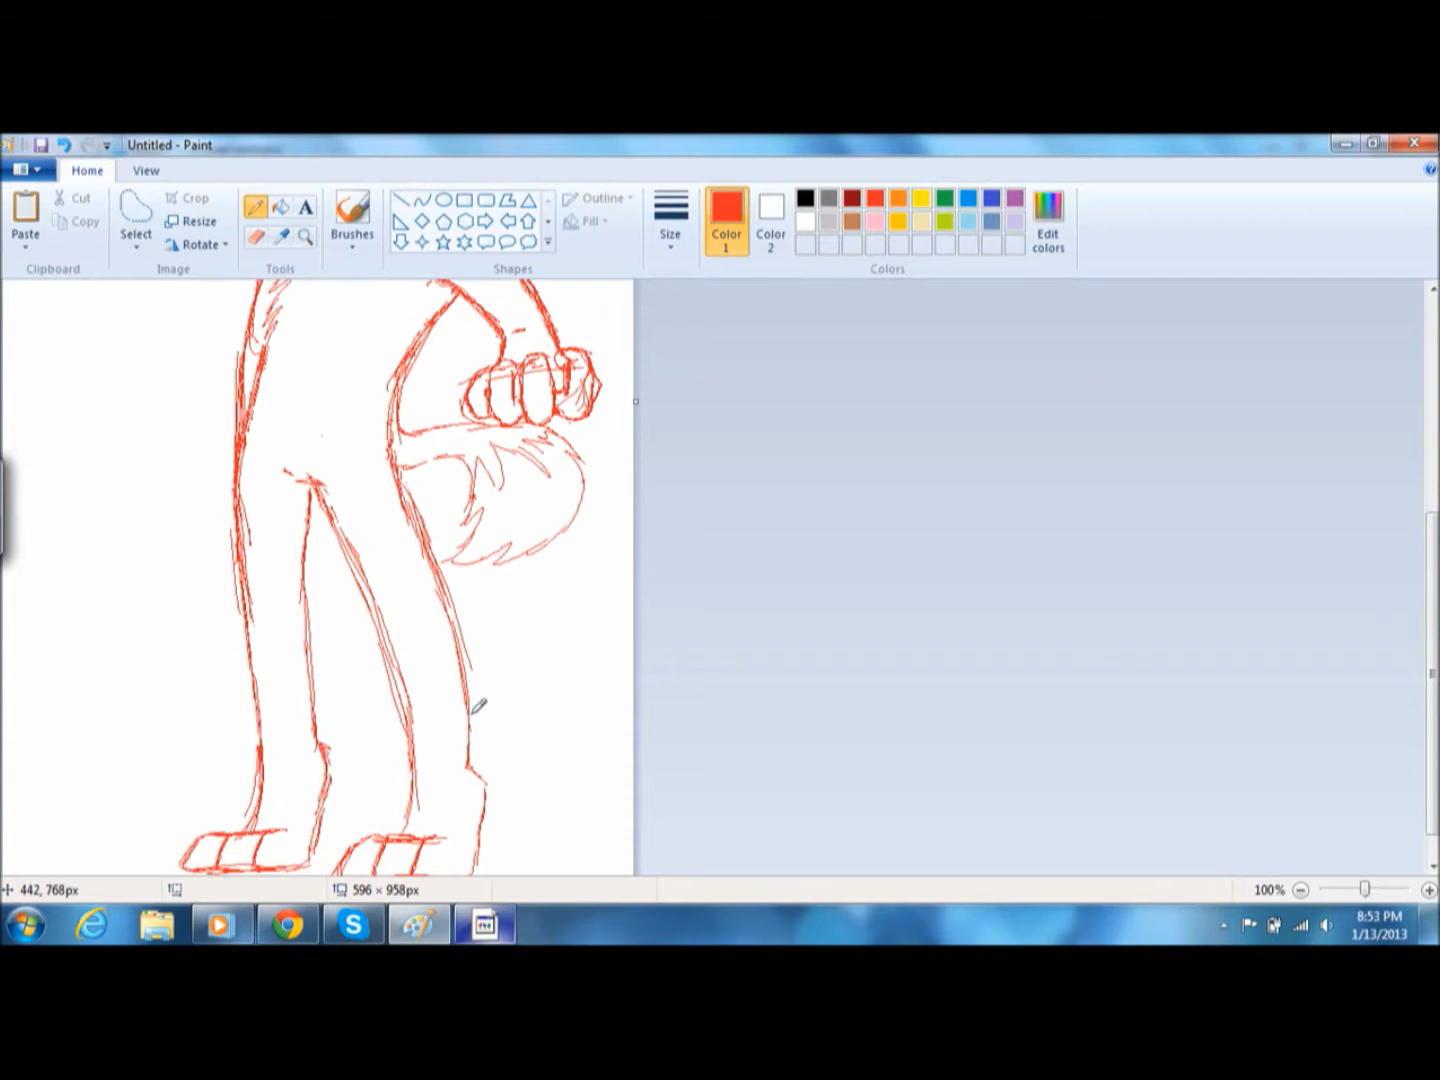 Untitled - Paint
Home View
Cut
Copy
Paste
Clipboard
Select
Crop
Resize
Rotate
Image
A
Tools
Brushes
Outline
Fill
Shapes
Size
Color 1
Color 2
Edit colors
Colors
442, 768px
596 × 958px
100%
S
8:53 PM
1/13/2013